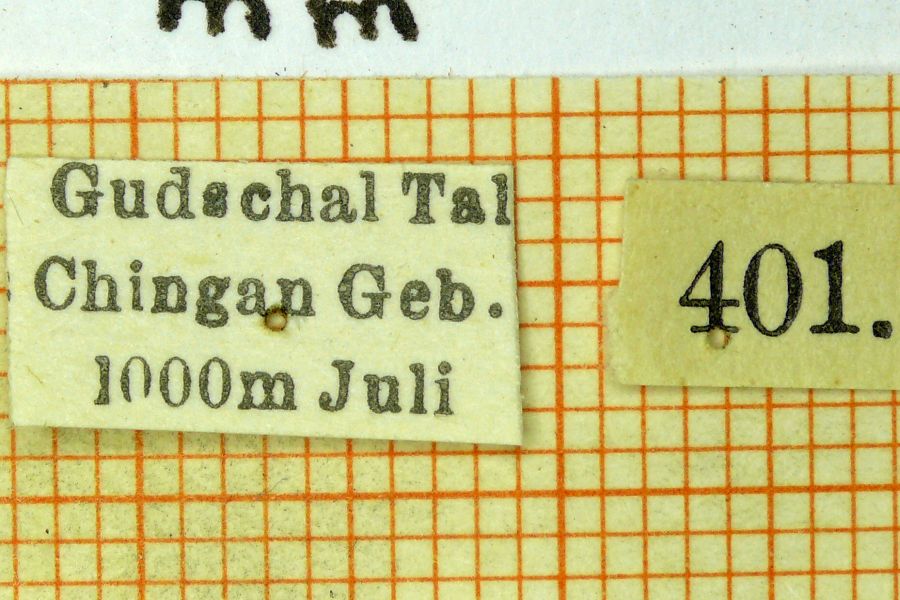 Gudschal Tal
Chingan Geb.
1000m Juli
401.